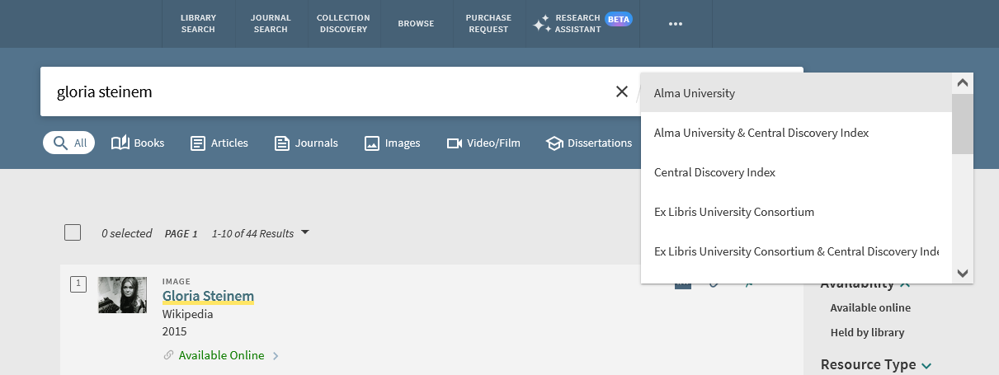 LIBRARY SEARCH
JOURNAL SEARCH
COLLECTION DISCOVERY
BROWSE
PURCHASE REQUEST
RESEARCH ASSISTANT
BETA
gloria steinem
All
Books
Articles
Journals
Images
Video/Film
Dissertations
Alma University
Alma University & Central Discovery Index
Central Discovery Index
Ex Libris University Consortium
Ex Libris University Consortium & Central Discovery Inde
0 selected
PAGE 1
1-10 of 44 Results
1
IMAGE
Gloria Steinem
Wikipedia
2015
Available Online
Availability
Available online
Held by library
Resource Type